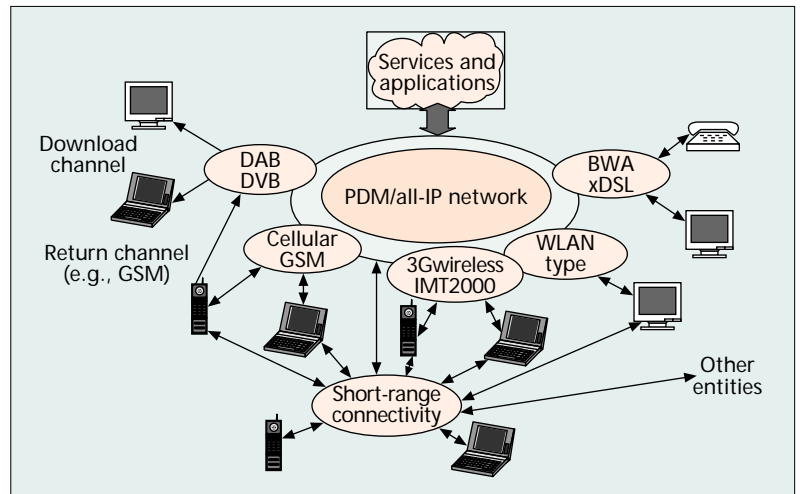 Services and
applications
Download
channel
DAB
DVB
BWA
xDSL
PDM/all-IP network
Return channel
(e.g., GSM)
Cellular
GSM
3Gwireless
IMT2000
WLAN
type
Other
entities
Short-range
connectivity